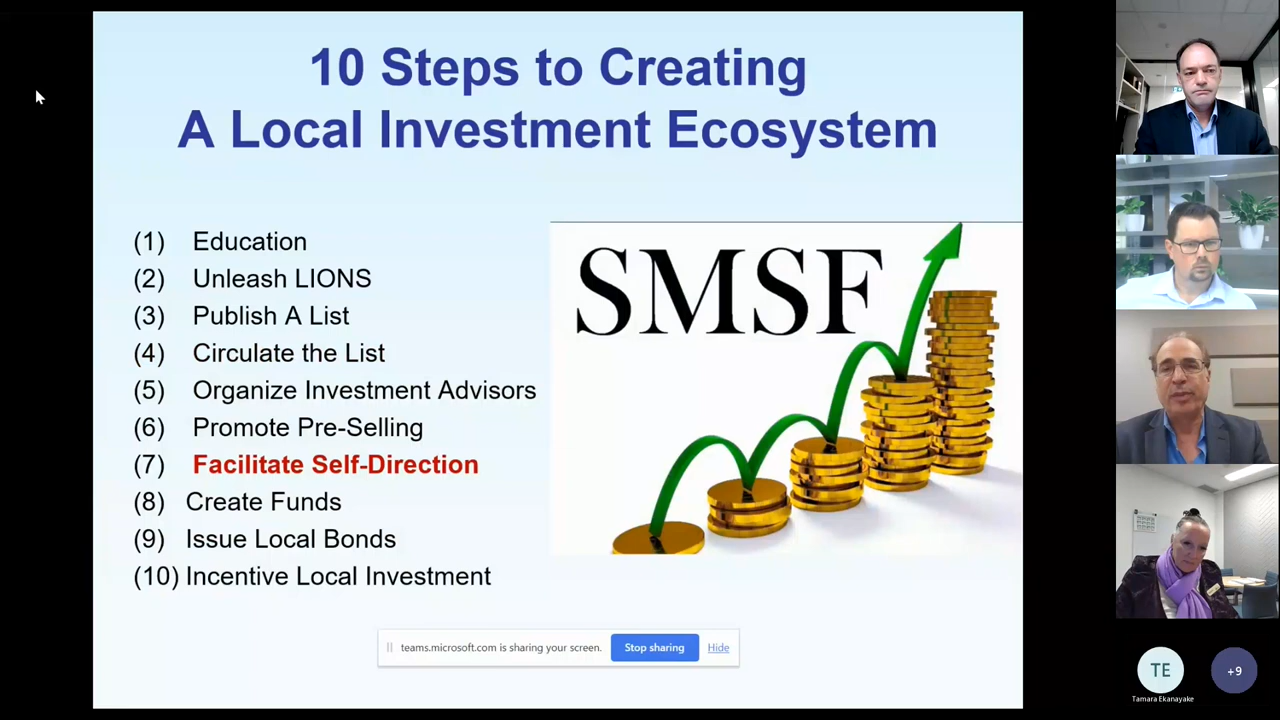 10 Steps to Creating
A Local Investment Ecosystem
(1) Education
(2) Unleash LIONS
(3) Publish A List
(4) Circulate the List
(5) Organize Investment Advisors
(6) Promote Pre-Selling
(7) Facilitate Self-Direction
(8) Create Funds
(9) Issue Local Bonds
(10) Incentive Local Investment
SMSF
teams.microsoft.com is sharing your screen. Stop sharing Hide
TE +9
Tamara Ekanayake